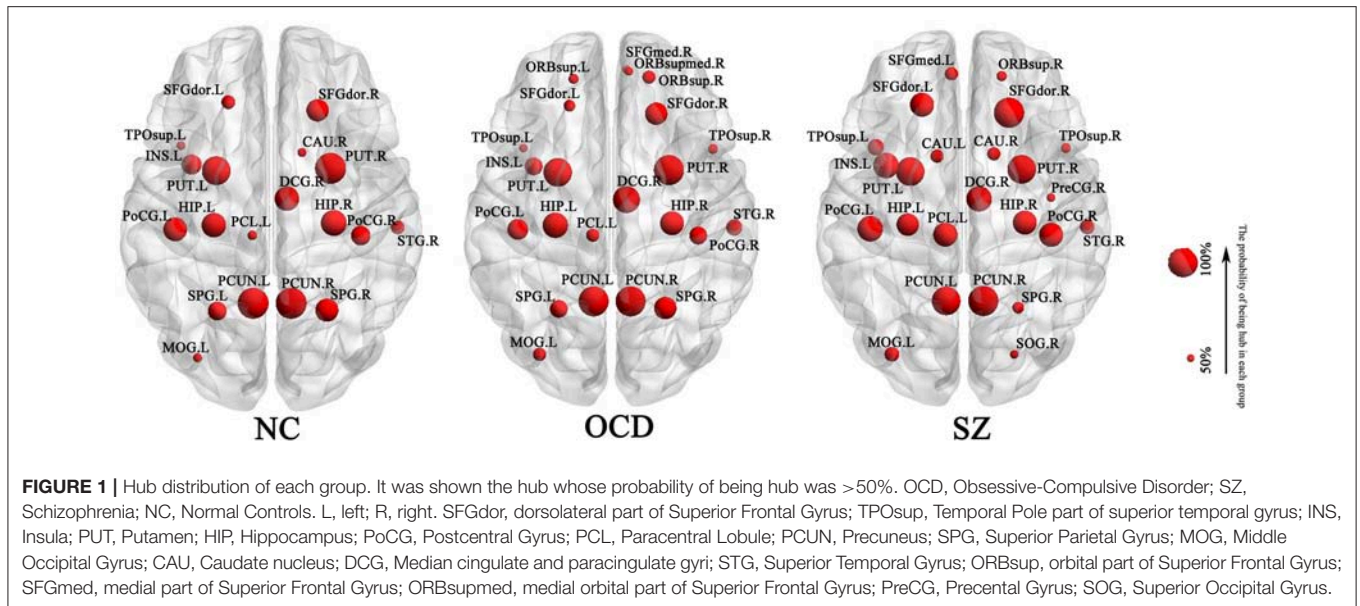 SFGdor.L
SFGdor.R
TPOsup.L
CAU.R
INS.L
PUT.R
PUT.L
DCG.R
HIP.L
HIP.R
PoCG.L
PCL.L
PoCG.R
STG.R
PCUN.L
PCUN.R
SPG.L
SPG.R
MOG.L
NC
SFGmed.R
ORBsup.L
ORBsupmed.R
ORBsup.R
SFGdor.L
SFGdor.R
TPOsup.L
TPOsup.R
INS.L
PUT.R
PUT.L
DCG.R
HIP.L
HIP.R
PoCG.L
PCL.L
STG.R
PoCG.R
PCUN.L
PCUN.R
SPG.L
SPG.R
MOG.L
OCD
SFGmed.L
ORBsup.R
SFGdor.L
SFGdor.R
TPOsup.L
CAU.L
CAU.R
TPOsup.R
INS.L
PUT.R
PUT.L
DCG.R
PreCG.R
HIP.L
HIP.R
PoCG.L
PCL.L
PoCG.R
STG.R
PCUN.L
PCUN.R
SPG.R
MOG.L
SOG.R
SZ
100%
50%
The probability of being hub in each group
FIGURE 1 | Hub distribution of each group. It was shown the hub whose probability of being hub was >50%. OCD, Obsessive-Compulsive Disorder; SZ,
Schizophrenia; NC, Normal Controls. L, left; R, right. SFGdor, dorsolateral part of Superior Frontal Gyrus; TPOsup, Temporal Pole part of superior temporal gyrus; INS,
Insula; PUT, Putamen; HIP, Hippocampus; PoCG, Postcentral Gyrus; PCL, Paracentral Lobule; PCUN, Precuneus; SPG, Superior Parietal Gyrus; MOG, Middle
Occipital Gyrus; CAU, Caudate nucleus; DCG, Median cingulate and paracingulate gyri; STG, Superior Temporal Gyrus; ORBsup, orbital part of Superior Frontal Gyrus;
SFGmed, medial part of Superior Frontal Gyrus; ORBsupmed, medial orbital part of Superior Frontal Gyrus; PreCG, Precental Gyrus; SOG, Superior Occipital Gyrus.